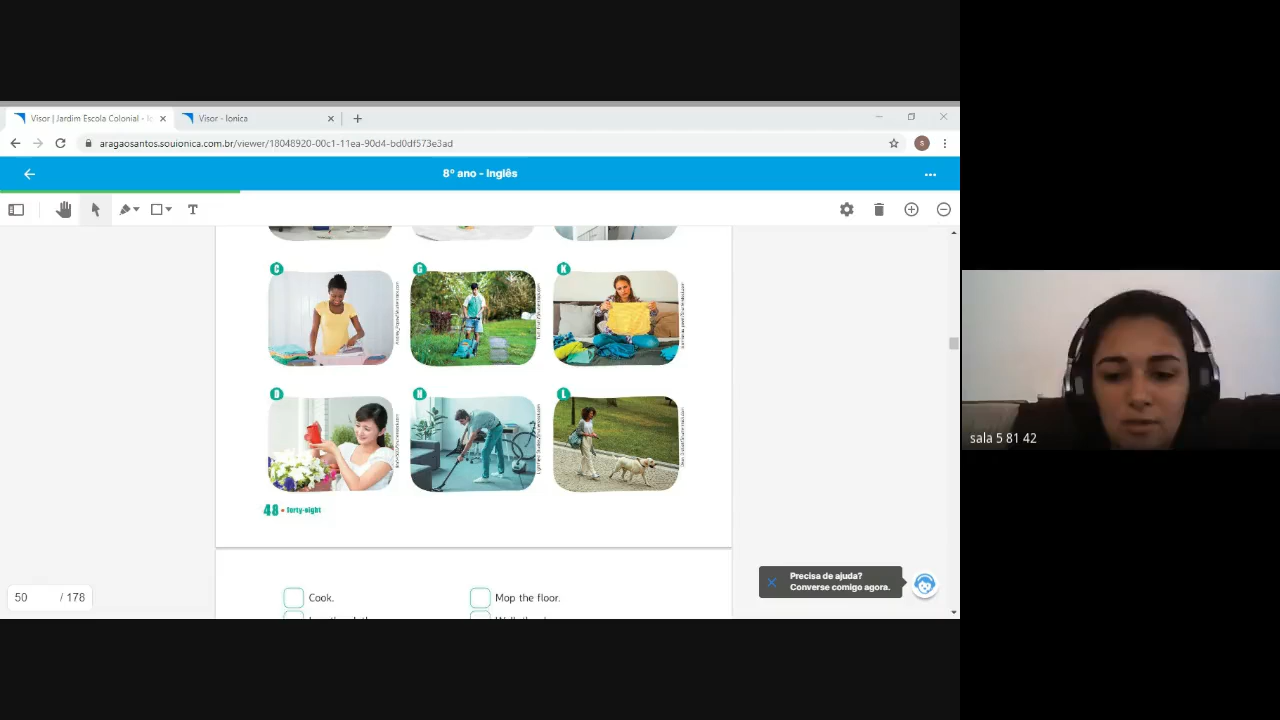 Visor | Jardim Escola Colonial - Io
Visor - Ionica
aragaosantos.souionica.com.br/viewer/18048920-00c1-11ea-90d4-bd0df573e3ad
S
8º ano - Inglês
T
C
G
K
D
H
L
48 • forty-eight
Cook.
Mop the floor.
50 / 178
Precisa de ajuda?
Converse comigo agora.
sala 5 81 42